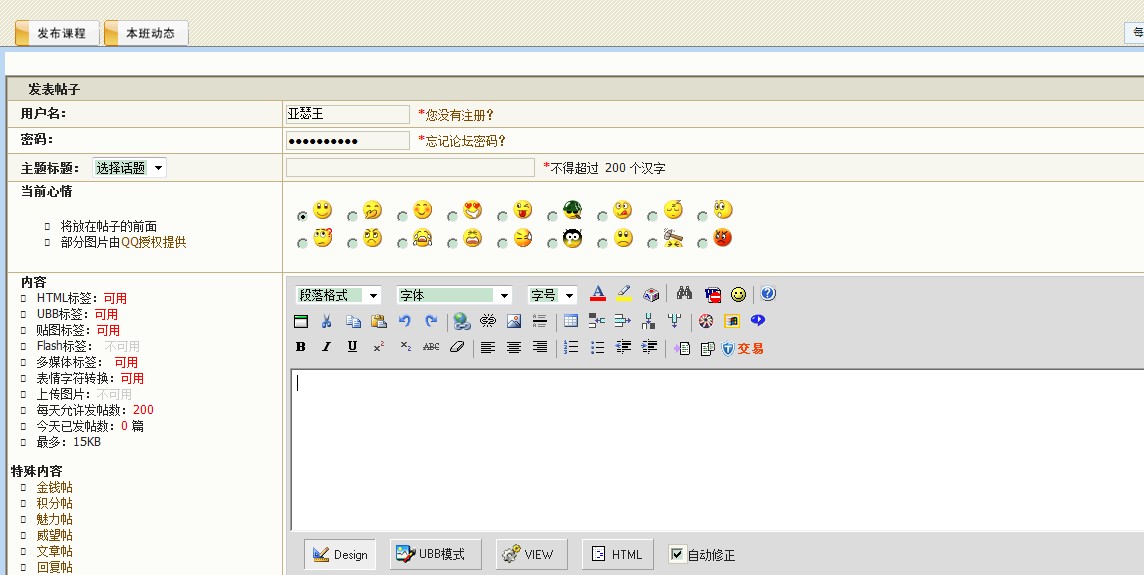 发布课程 本班动态 每
发表帖子
用户名： 亚瑟王 *您没有注册？
密码： ●●●●●●●●●● *忘记论坛密码？
主题标题： 选择话题 *不得超过 200 个汉字
当前心情
将放在帖子的前面
部分图片由QQ授权提供
内容
HTML标签：可用
UBB标签：可用
贴图标签：可用
Flash标签： 不可用
多媒体标签： 可用
表情字符转换：可用
上传图片：不可用
每天允许发帖数：200
今天已发帖数：0 篇
最多：15KB
特殊内容
金钱帖
积分帖
魅力帖
威望帖
文章帖
回复帖
段落格式 字体 字号 A
B I U x² x₂ ABC 交易
Design UBB模式 VIEW HTML 自动修正